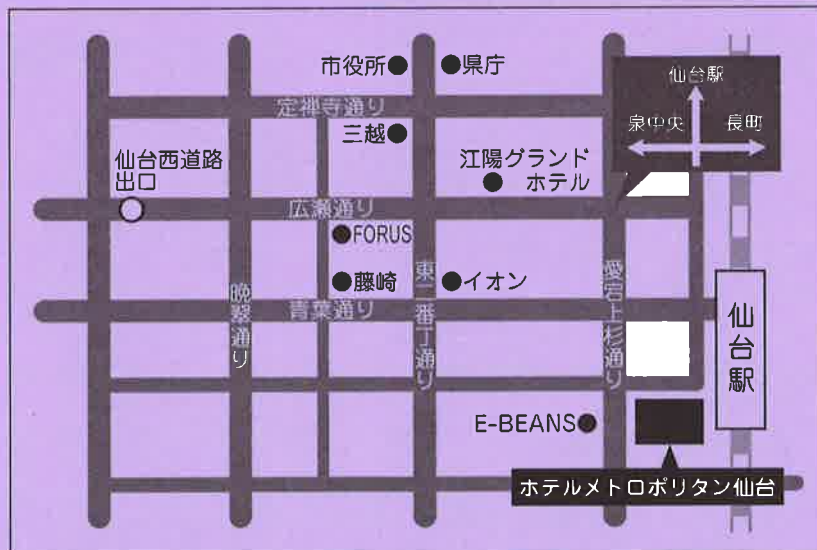 市役所
県庁
仙台駅
泉中央
長町
定禅寺通り
三越
仙台西道路
出口
江陽グランド
ホテル
広瀬通り
FORUS
藤崎
イオン
晩翠通り
青葉通り
東二番丁通り
愛宕上杉通り
仙台駅
E-BEANS
ホテルメトロポリタン仙台